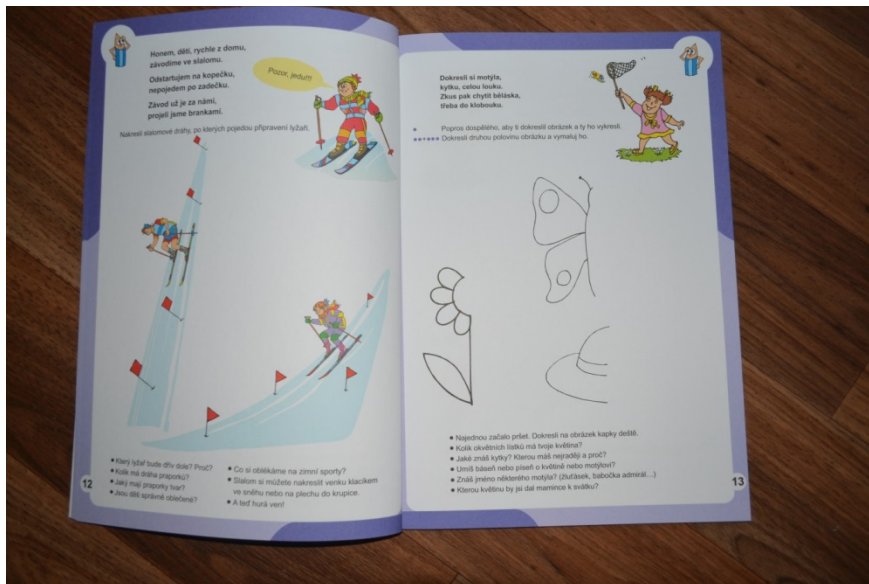 Honem, děti, rychle z domu,
závodíme ve slalomu.
Odstartujem na kopečku,
nepojedem po zadečku.
Závod už je za námi,
projeli jsme brankami.
Pozor, jedu!!!
Nakresli slalomové dráhy, po kterých pojedou připravení lyžaři.
Který lyžař bude dřív dole? Proč?
Kolik má dráha praporků?
Jaký mají praporky tvar?
Jsou děti správně oblečené?
Co si oblékáme na zimní sporty?
Slalom si můžete nakreslit venku klacíkem
ve sněhu nebo na plechu do krupice.
A teď hurá ven!
12
Dokresli si motýla,
kytku, celou louku.
Zkus pak chytit běláska,
třeba do klobouku.
Popros dospělého, aby ti dokreslil obrázek a ty ho vykresli.
Dokresli druhou polovinu obrázku a vymaluj ho.
Najednou začalo pršet. Dokresli na obrázek kapky deště.
Kolik okvětních lístků má tvoje květina?
Jaké znáš kytky? Kterou máš nejraději a proč?
Umíš báseň nebo píseň o květině nebo motýlovi?
Znáš jméno některého motýla? (žluťásek, babočka admirál...)
Kterou květinu by jsi dal mamince k svátku?
13